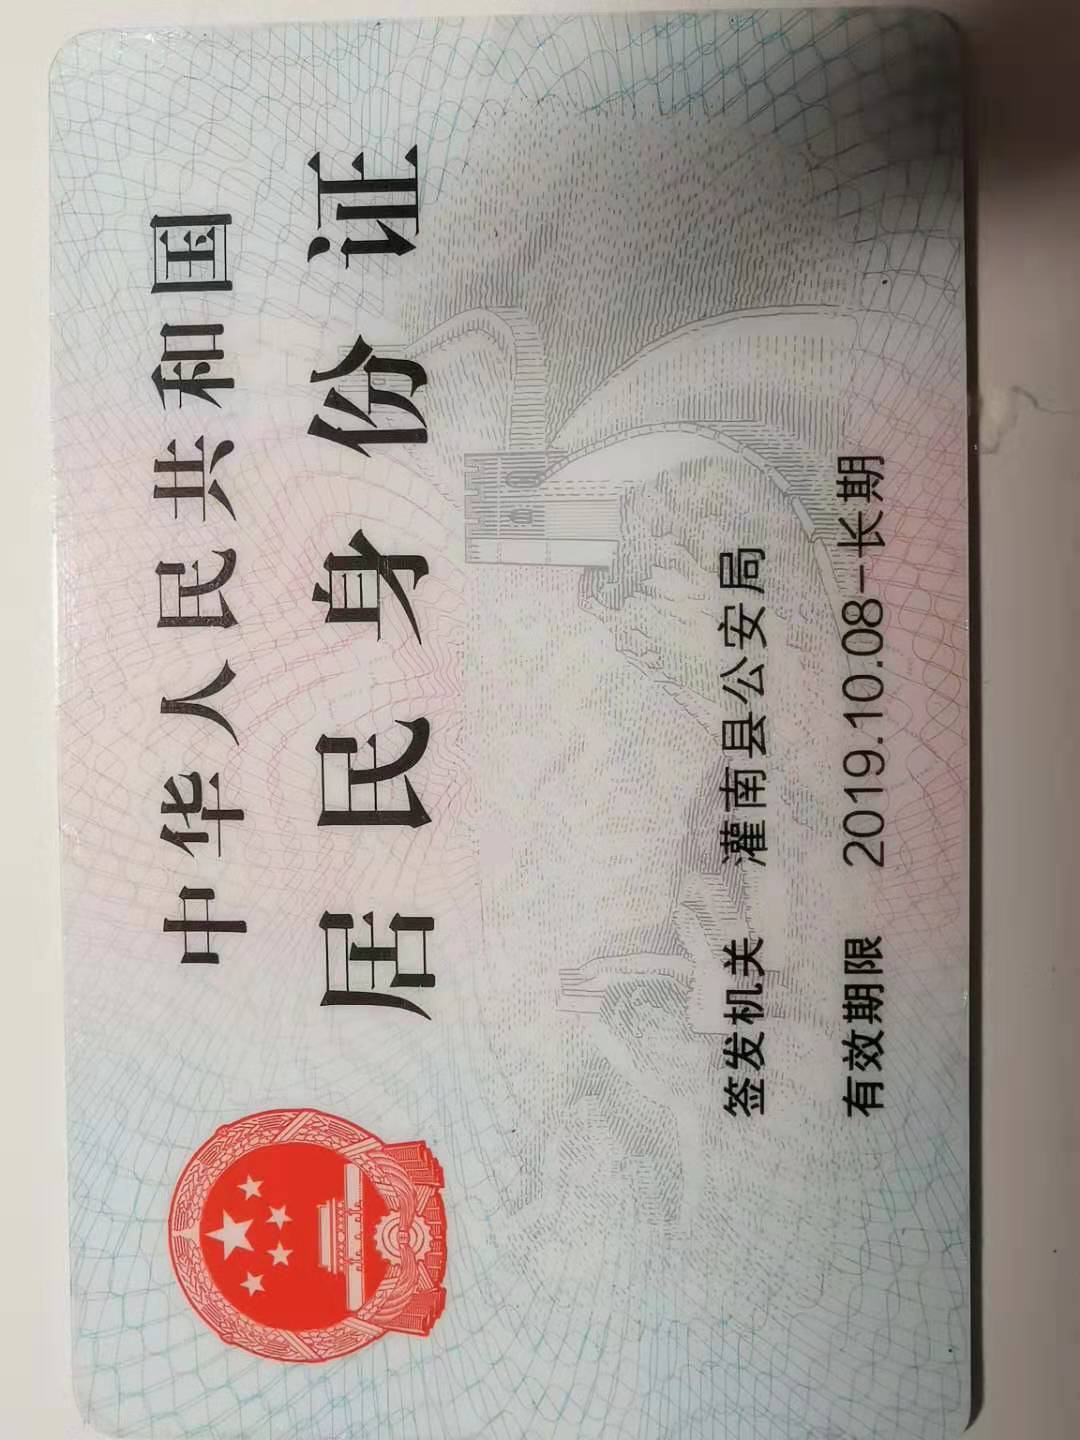 中华人民共和国
居民身份证
签发机关 灌南县公安局
有效期限 2019.10.08-长期